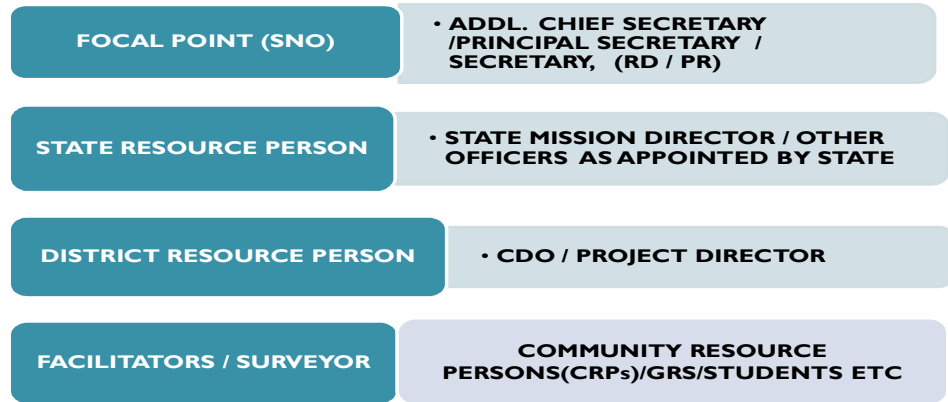 FOCAL POINT (SNO)
• ADDL. CHIEF SECRETARY
/PRINCIPAL SECRETARY /
SECRETARY, (RD / PR)
STATE RESOURCE PERSON
• STATE MISSION DIRECTOR / OTHER
OFFICERS AS APPOINTED BY STATE
DISTRICT RESOURCE PERSON
• CDO / PROJECT DIRECTOR
FACILITATORS / SURVEYOR
COMMUNITY RESOURCE
PERSONS(CRPs)/GRS/STUDENTS ETC